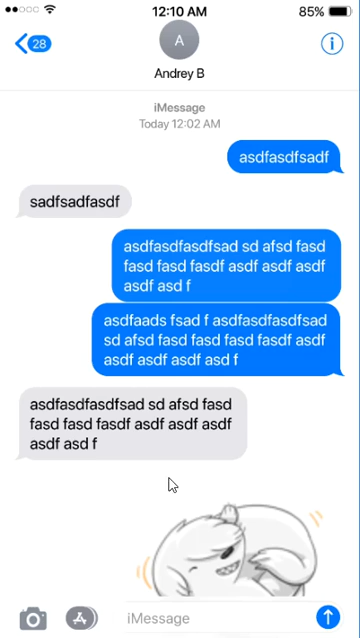 12:10 AM
85%
28
A
Andrey B
iMessage
Today 12:02 AM
asdfasdfsadf
sadfsadfasdf
asdfasdfasdfsad sd afsd fasd
fasd fasd fasdf asdf asdf asdf
asdf asd f
asdfaads fsad f asdfasdfasdfsad
sd afsd fasd fasd fasd fasdf asdf
asdf asdf asdf asd f
asdfasdfasdfsad sd afsd fasd
fasd fasd fasdf asdf asdf asdf
asdf asd f
iMessage